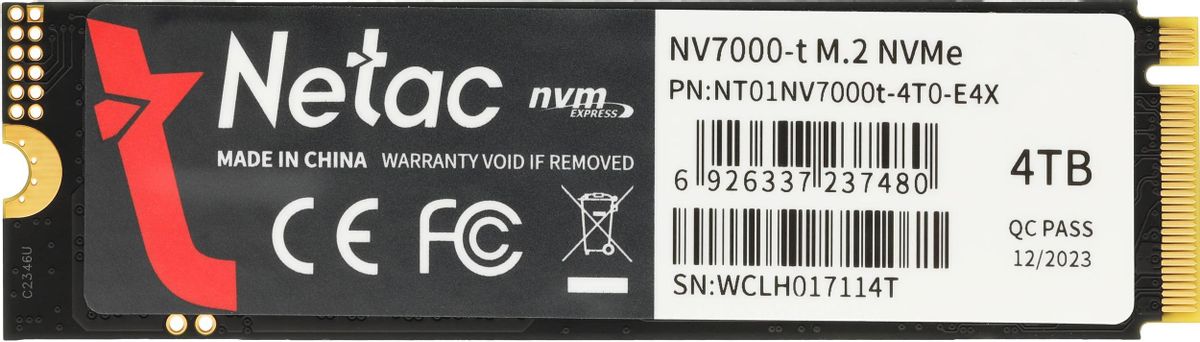 Netac
nvm
EXPRESS
MADE IN CHINA WARRANTY VOID IF REMOVED
CE FC
NV7000-t M.2 NVMe
PN:NT01NV7000t-4T0-E4X
6 926337 237480
4TB
SN:WCLH017114T
QC PASS
12/2023
C2346U